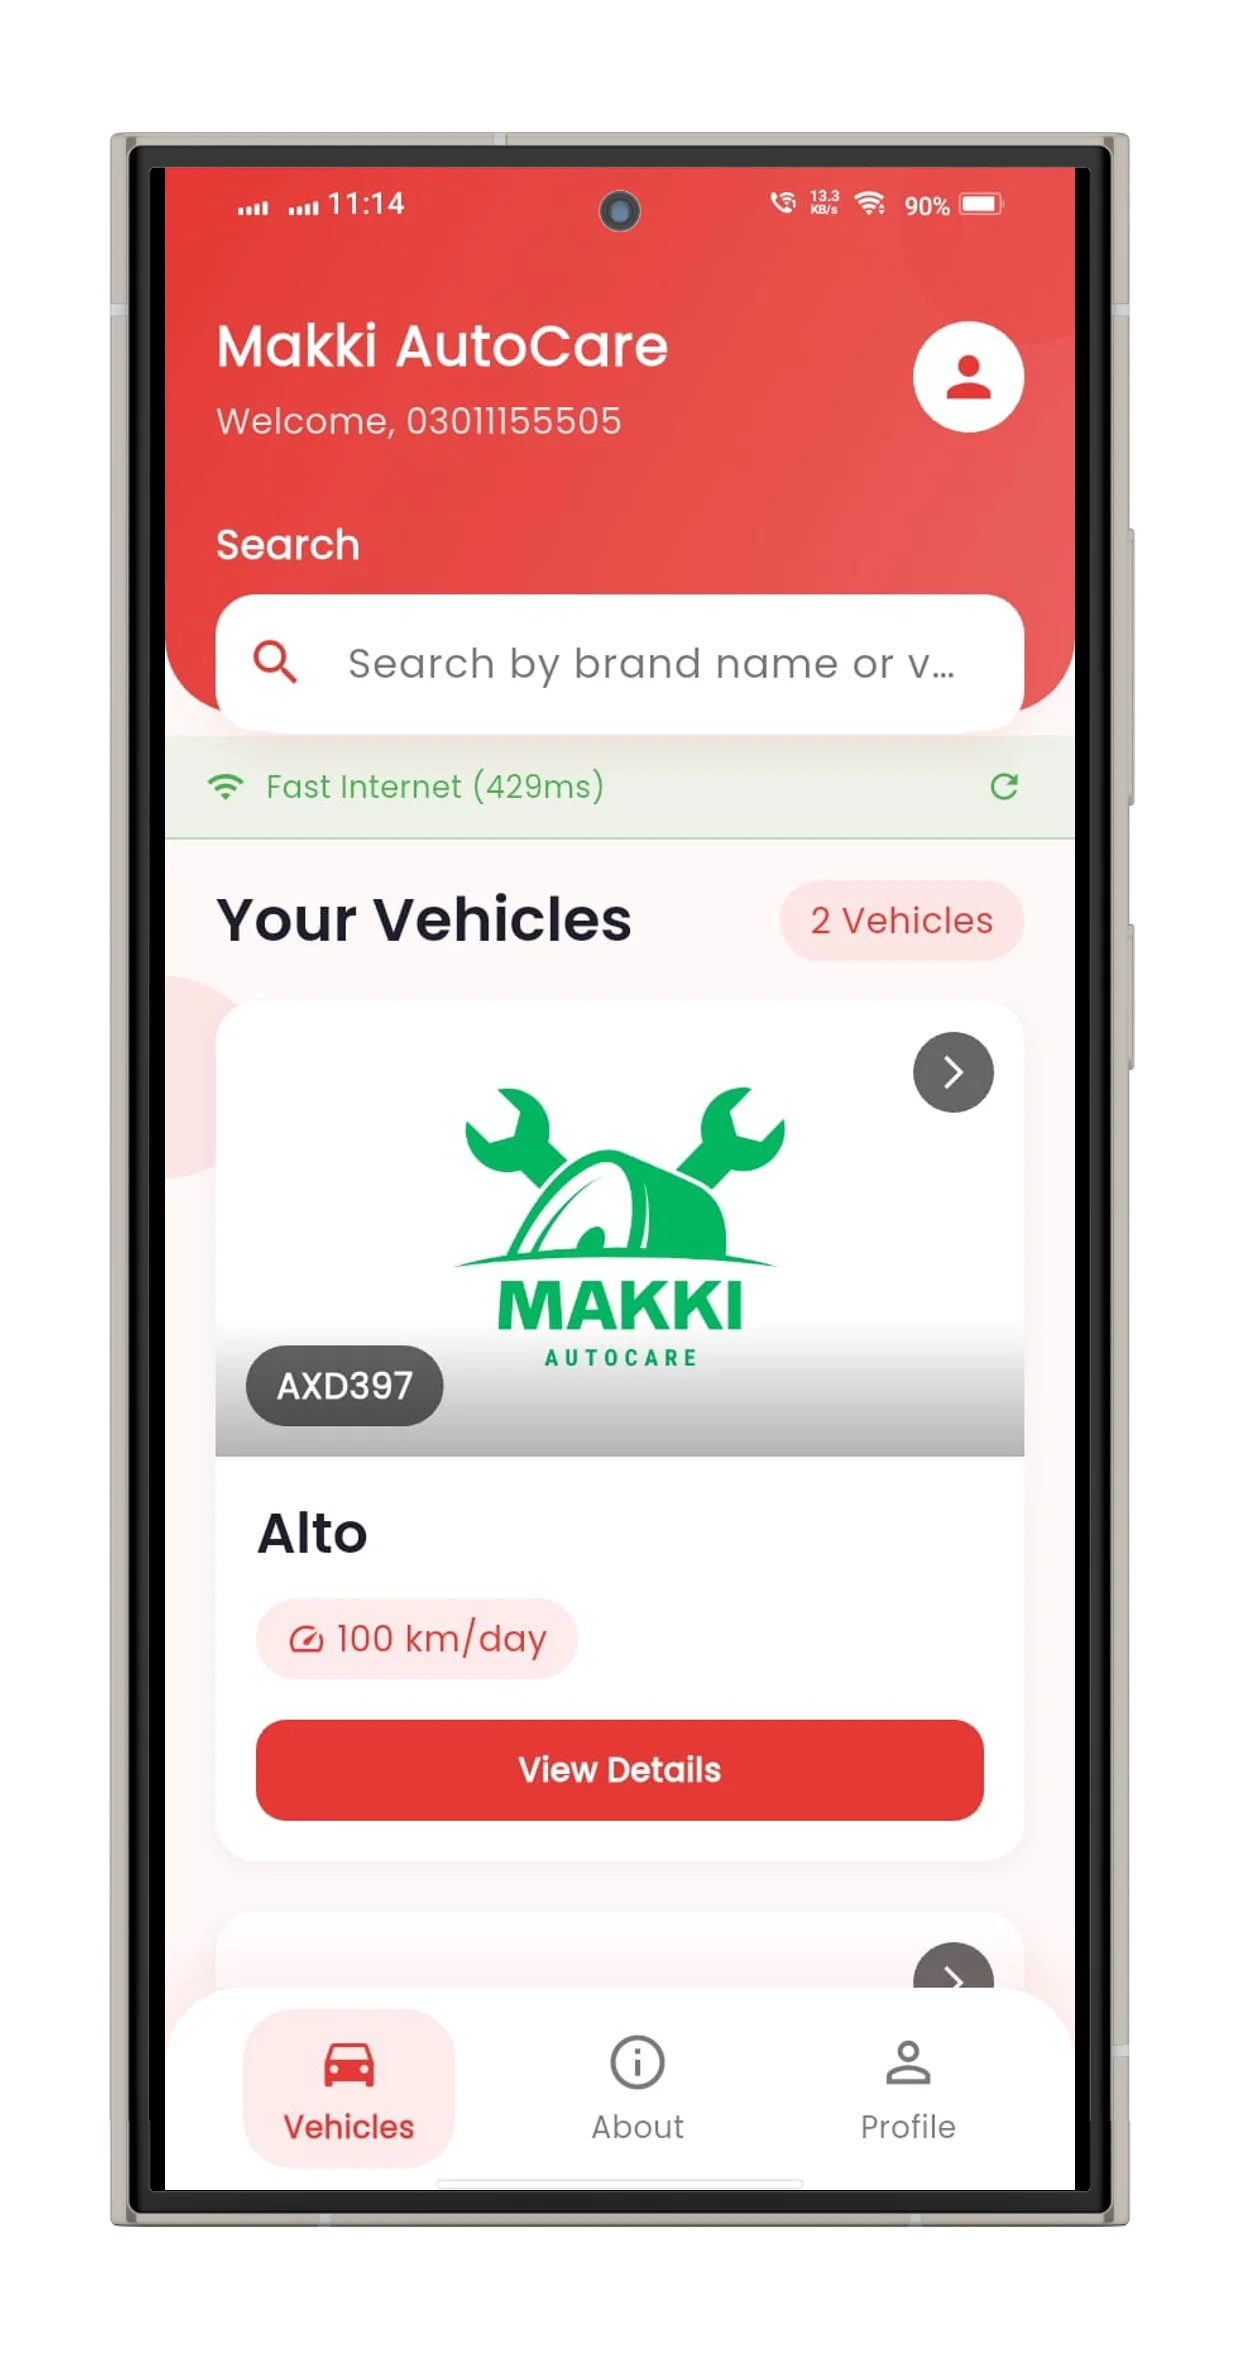 11:14
13.3
KB/s
90%
Makki AutoCare
Welcome, 03011155505
Search
Search by brand name or v...
Fast Internet (429ms)
Your Vehicles
2 Vehicles
MAKKI
AUTOCARE
AXD397
Alto
100 km/day
View Details
Vehicles
About
Profile